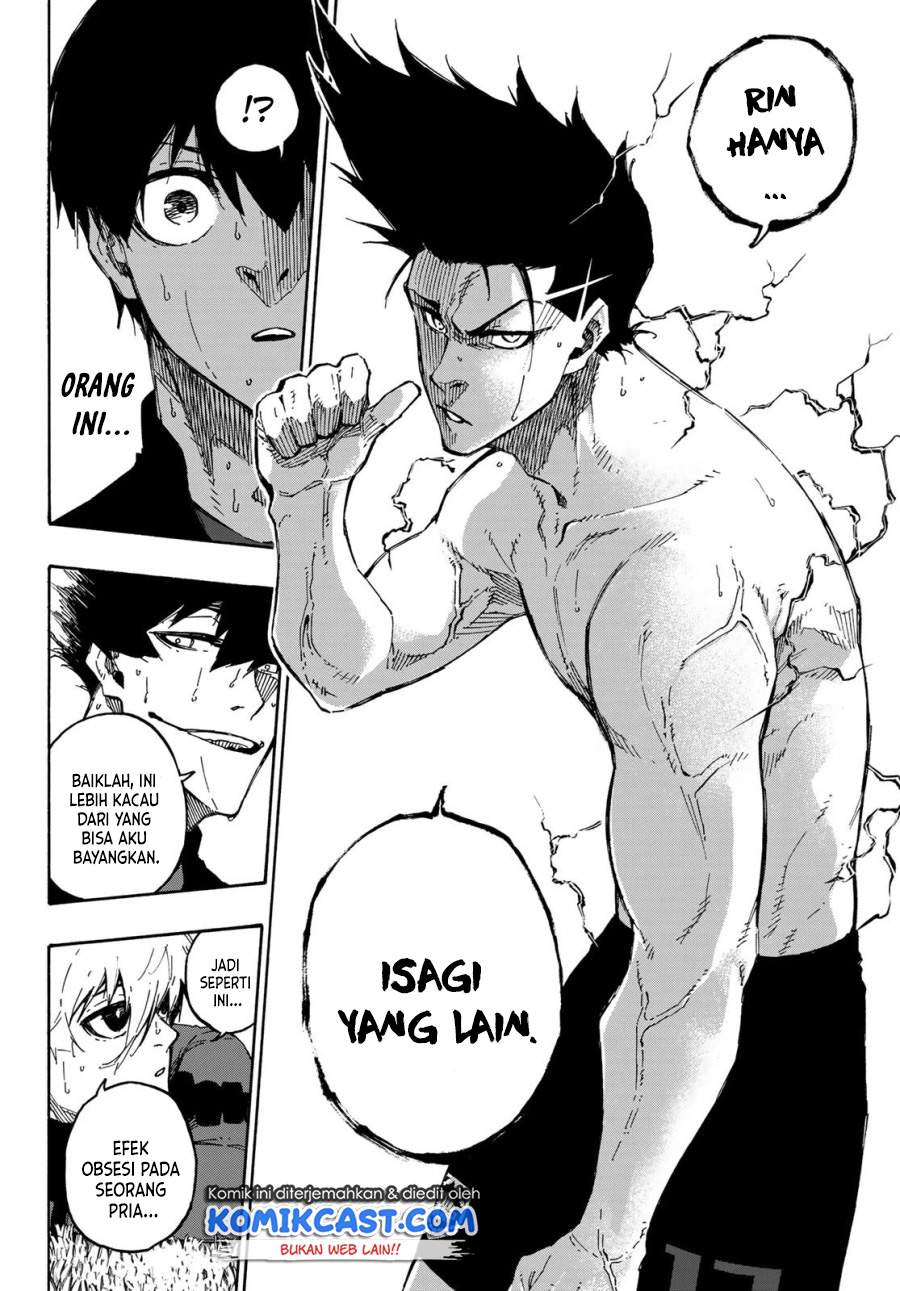 RIN
HANYA
...
!?
ORANG
INI...
ISAGI
YANG LAIN.
BAIKLAH, INI
LEBIH KACAU
DARI YANG
BISA AKU
BAYANGKAN.
JADI
SEPERTI
INI...
EFEK
OBSESI PADA
SEORANG
PRIA...
Komik ini diterjemahkan & diedit oleh
KOMIKCAST.COM
BUKAN WEB LAIN!!